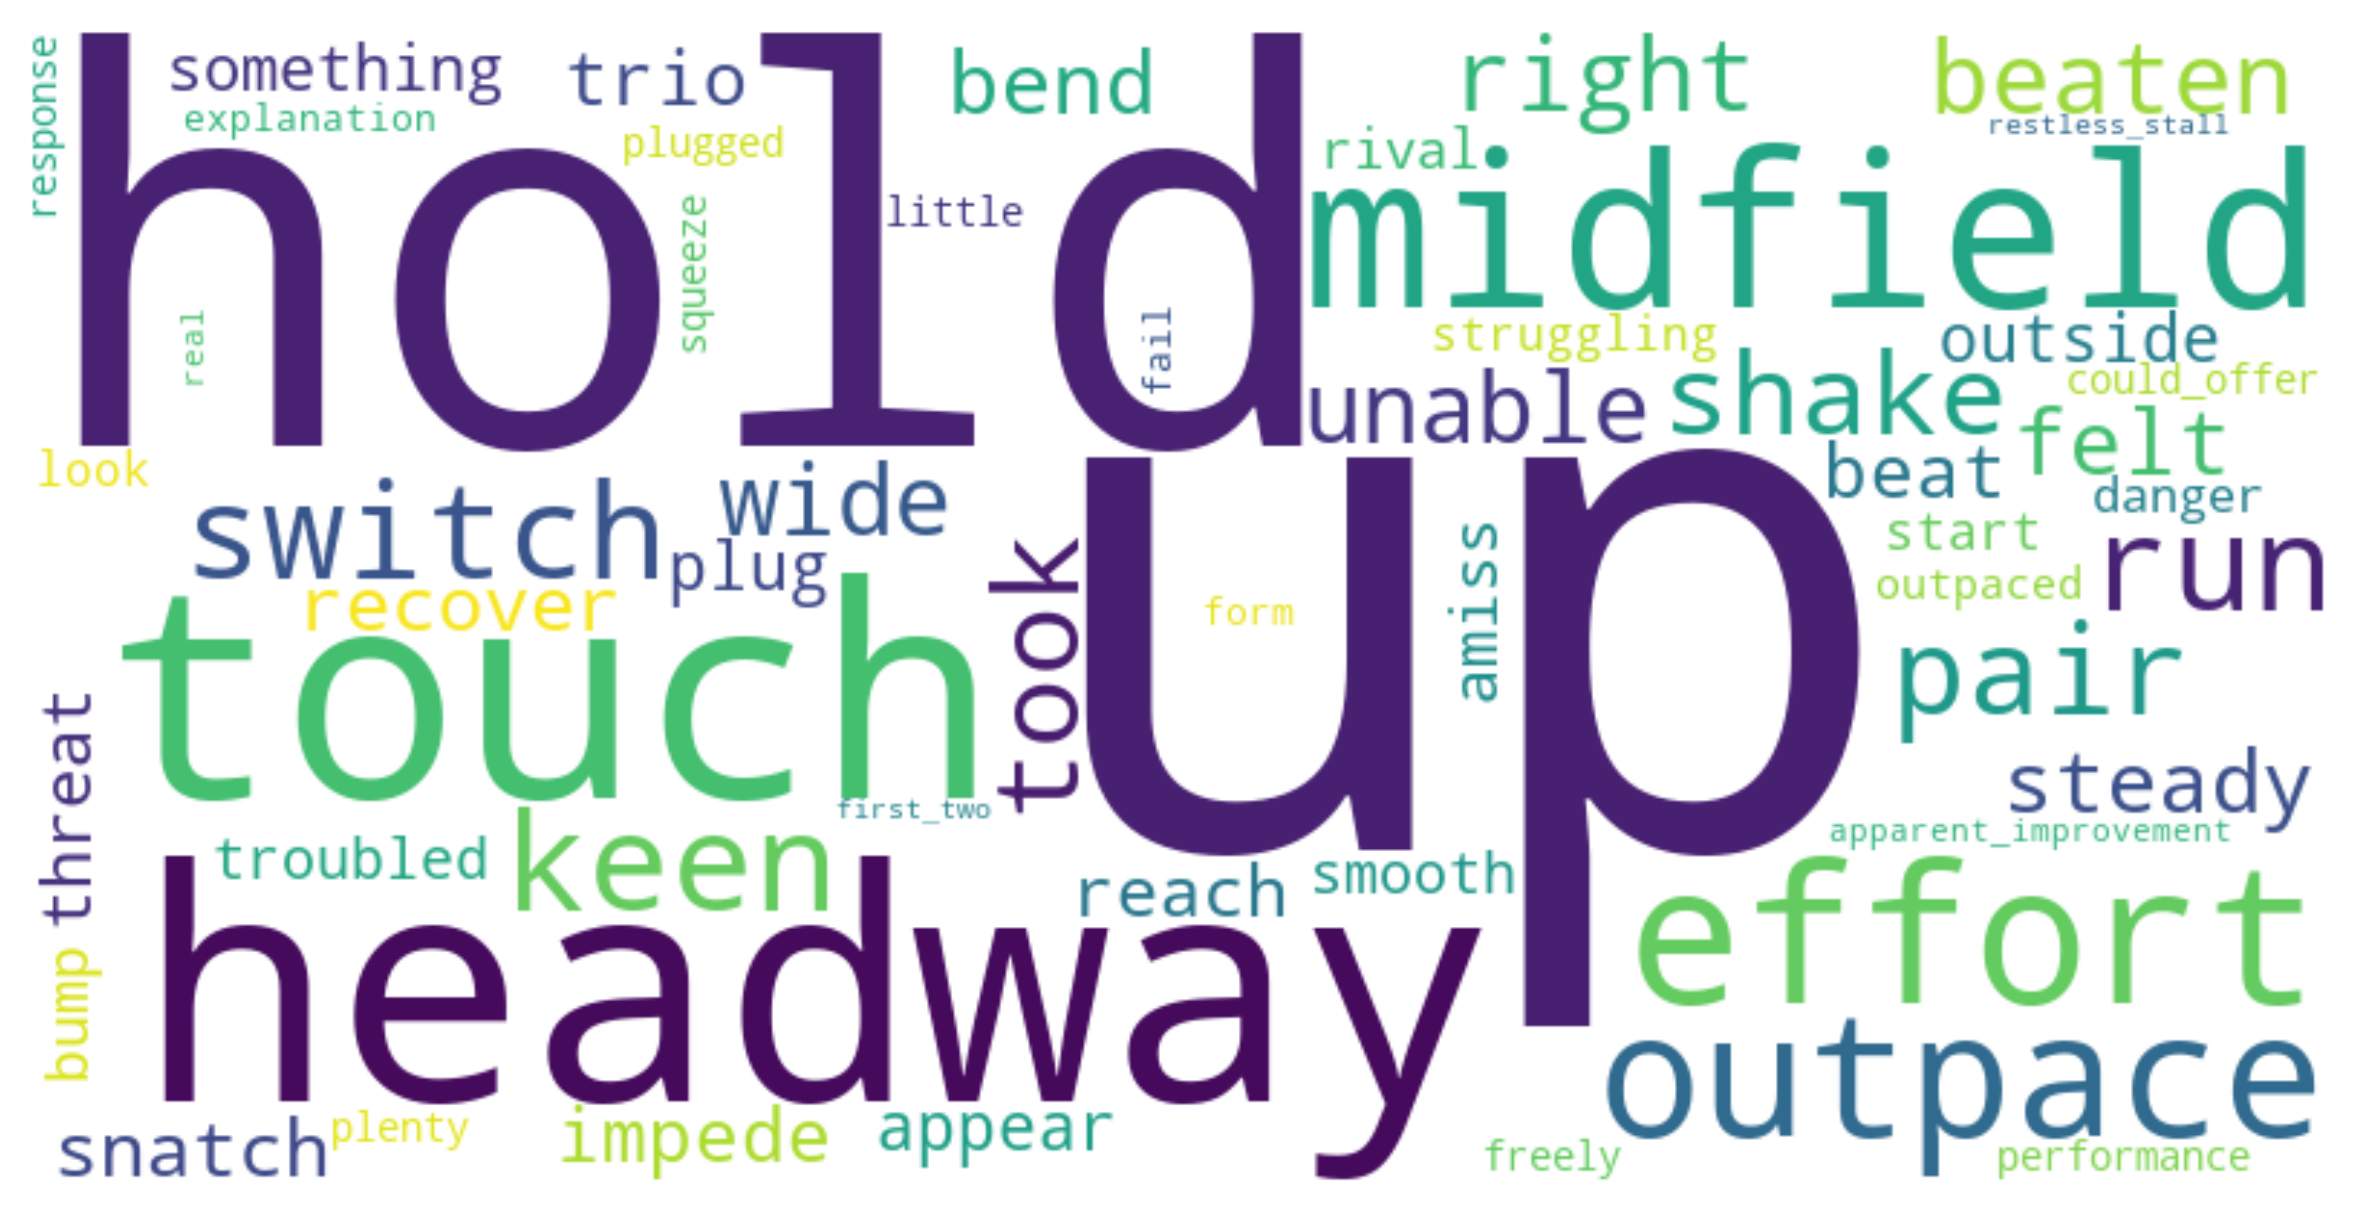 response
something
explanation
trio
plugged
bend
right
beaten
restless_stall
rival
hold
midfield
little
squeeze
real
fail
struggling
outside
could_offer
unable
shake
felt
look
switch
wide
beat
danger
plug
up
amiss
start
run
recover
touch
took
form
outpaced
pair
threat
first_two
steady
troubled
keen
reach
smooth
apparent_improvement
headway
effort
bump
outpace
snatch
plenty
impede
appear
freely
performance